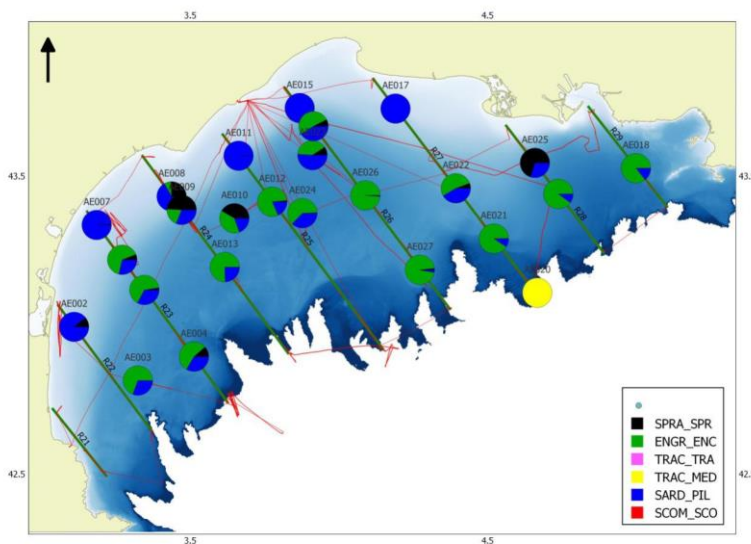 3.5
4.5
AE015
AE017
R29
AE011
R27
AE025
AE018
AE008
AE022
43.5
43.
AE012
AE026
AE007
AE010
AE024
R28
R24
R26
AE021
AE013
R25
AE027
R23
AE002
AE004
R22
AE003
R21
42.5
42.
SPRA_SPR
ENGR_ENC
TRAC_TRA
TRAC_MED
SARD_PIL
SCOM_SCO
3.5
4.5